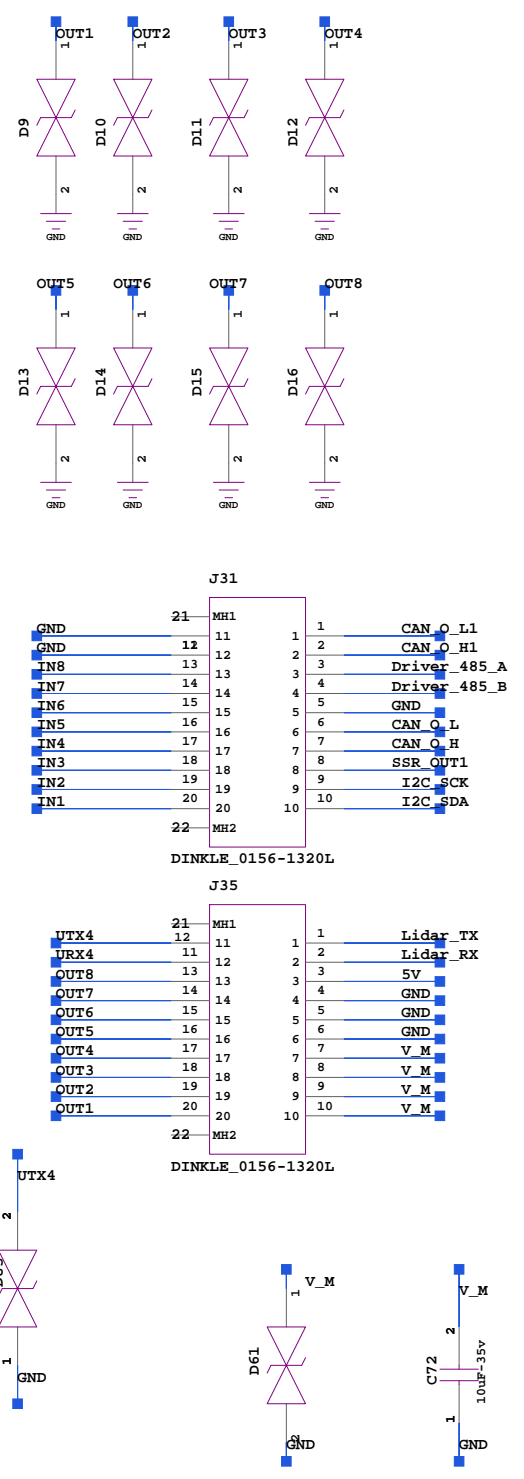 OUT1 OUT2 OUT3 OUT4
1 1 1 1
D9 D10 D11 D12
2 2 2 2
GND GND GND GND
OUT5 OUT6 OUT7 OUT8
1 1 1 1
D13 D14 D15 D16
2 2 2 2
GND GND GND GND
J31
21 MH1
GND 11 1 1 CAN_O_L1
GND 12 12 2 2 CAN_O_H1
IN8 13 13 3 3 Driver_485_A
IN7 14 14 4 4 Driver_485_B
IN6 15 15 5 5 GND
IN5 16 16 6 6 CAN_O_L
IN4 17 17 7 7 CAN_O_H
IN3 18 18 8 8 SSR_OUT1
IN2 19 19 9 9 I2C_SCK
IN1 20 20 10 10 I2C_SDA
22 MH2
DINKLE_0156-1320L
J35
21 MH1
UTX4 12 11 1 1 Lidar_TX
URX4 11 12 2 2 Lidar_RX
OUT8 13 13 3 3 5V
OUT7 14 14 4 4 GND
OUT6 15 15 5 5 GND
OUT5 16 16 6 6 GND
OUT4 17 17 7 7 V_M
OUT3 18 18 8 8 V_M
OUT2 19 19 9 9 V_M
OUT1 20 20 10 10 V_M
22 MH2
DINKLE_0156-1320L
UTX4
2
1
GND
V_M
1
D61
2
GND
V_M
2
C72
10uF-35v
1
GND